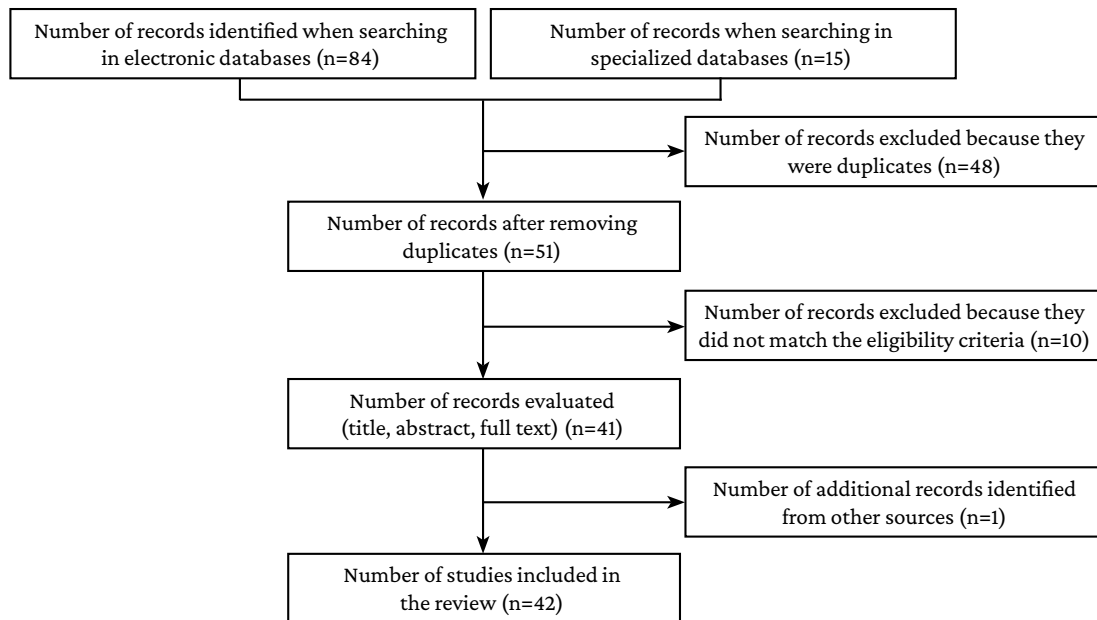 Number of records identified when searching
in electronic databases (n=84)
Number of records when searching in
specialized databases (n=15)
Number of records excluded because they
were duplicates (n=48)
Number of records after removing
duplicates (n=51)
Number of records excluded because they
did not match the eligibility criteria (n=10)
Number of records evaluated
(title, abstract, full text) (n=41)
Number of additional records identified
from other sources (n=1)
Number of studies included in
the review (n=42)